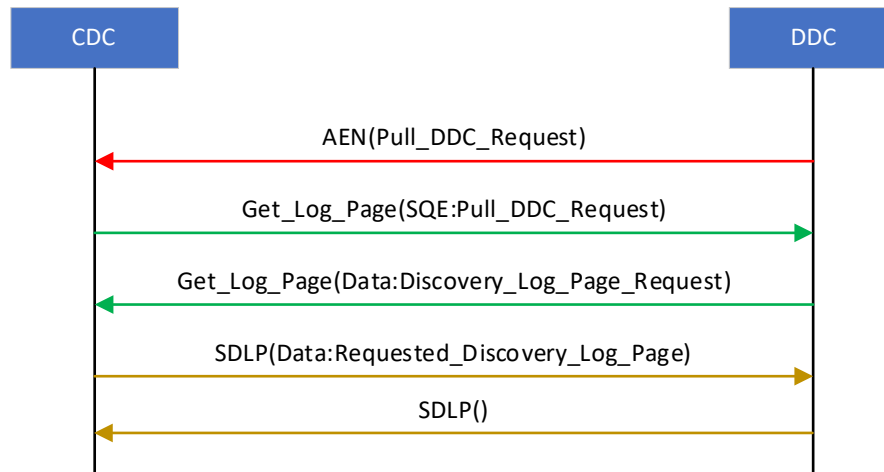 CDC
DDC
AEN(Pull_DDC_Request)
Get_Log_Page(SQE:Pull_DDC_Request)
Get_Log_Page(Data:Discovery_Log_Page_Request)
SDLP(Data:Requested_Discovery_Log_Page)
SDLP()